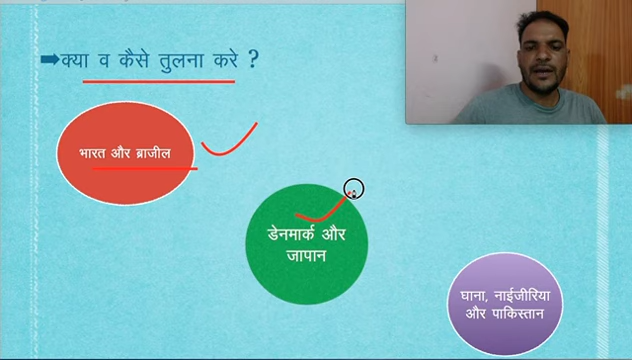 ➡क्या व कैसे तुलना करे ?
भारत और ब्राजील
डेनमार्क और
जापान
घाना, नाईजीरिया
और पाकिस्तान